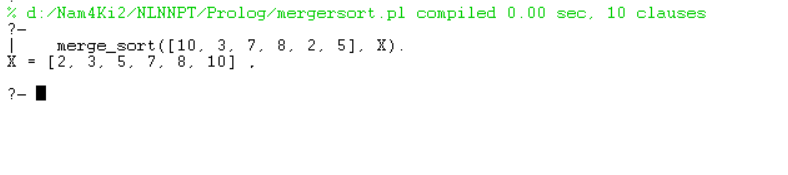 % d:/Nam4Ki2/NLNNPT/Prolog/mergersort.pl compiled 0.00 sec, 10 clauses
?-
|    merge_sort([10, 3, 7, 8, 2, 5], X).
X = [2, 3, 5, 7, 8, 10] .
?-